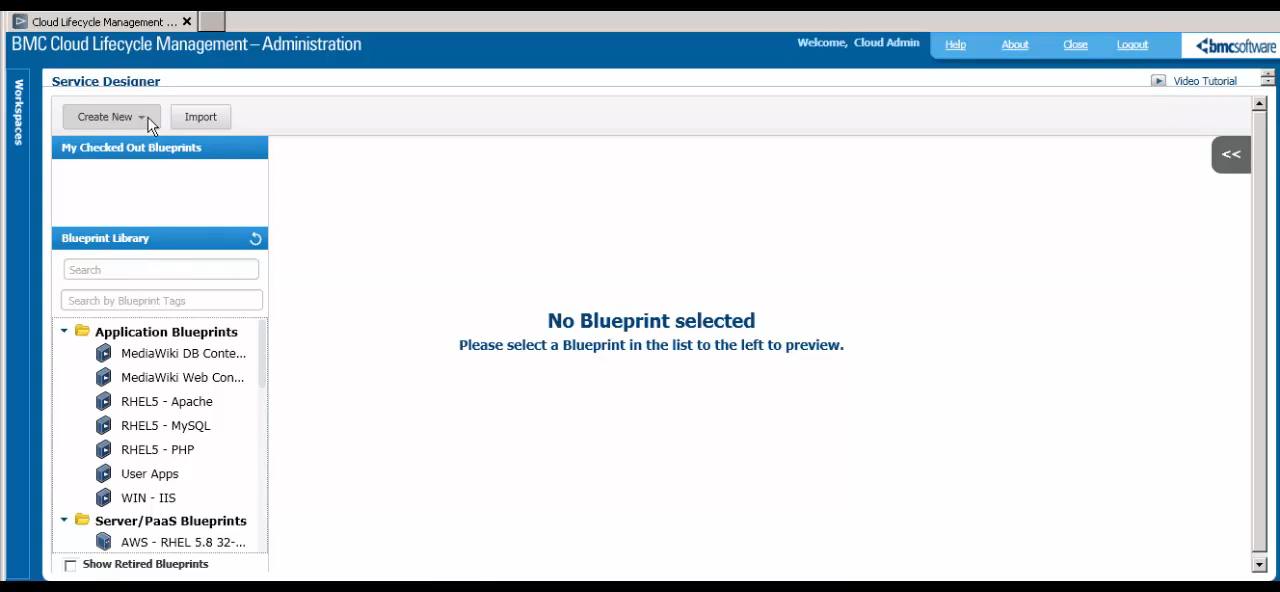 Cloud Lifecycle Management ... ×
BMC Cloud Lifecycle Management – Administration
Welcome, Cloud Admin
Help
About
Close
Logout
bmcsoftware
Workspaces
Service Designer
Video Tutorial
Create New
Import
My Checked Out Blueprints
<<
Blueprint Library
Search
Search by Blueprint Tags
No Blueprint selected
Please select a Blueprint in the list to the left to preview.
Application Blueprints
MediaWiki DB Conte...
MediaWiki Web Con...
RHEL5 - Apache
RHEL5 - MySQL
RHEL5 - PHP
User Apps
WIN - IIS
Server/PaaS Blueprints
AWS - RHEL 5.8 32-...
Show Retired Blueprints